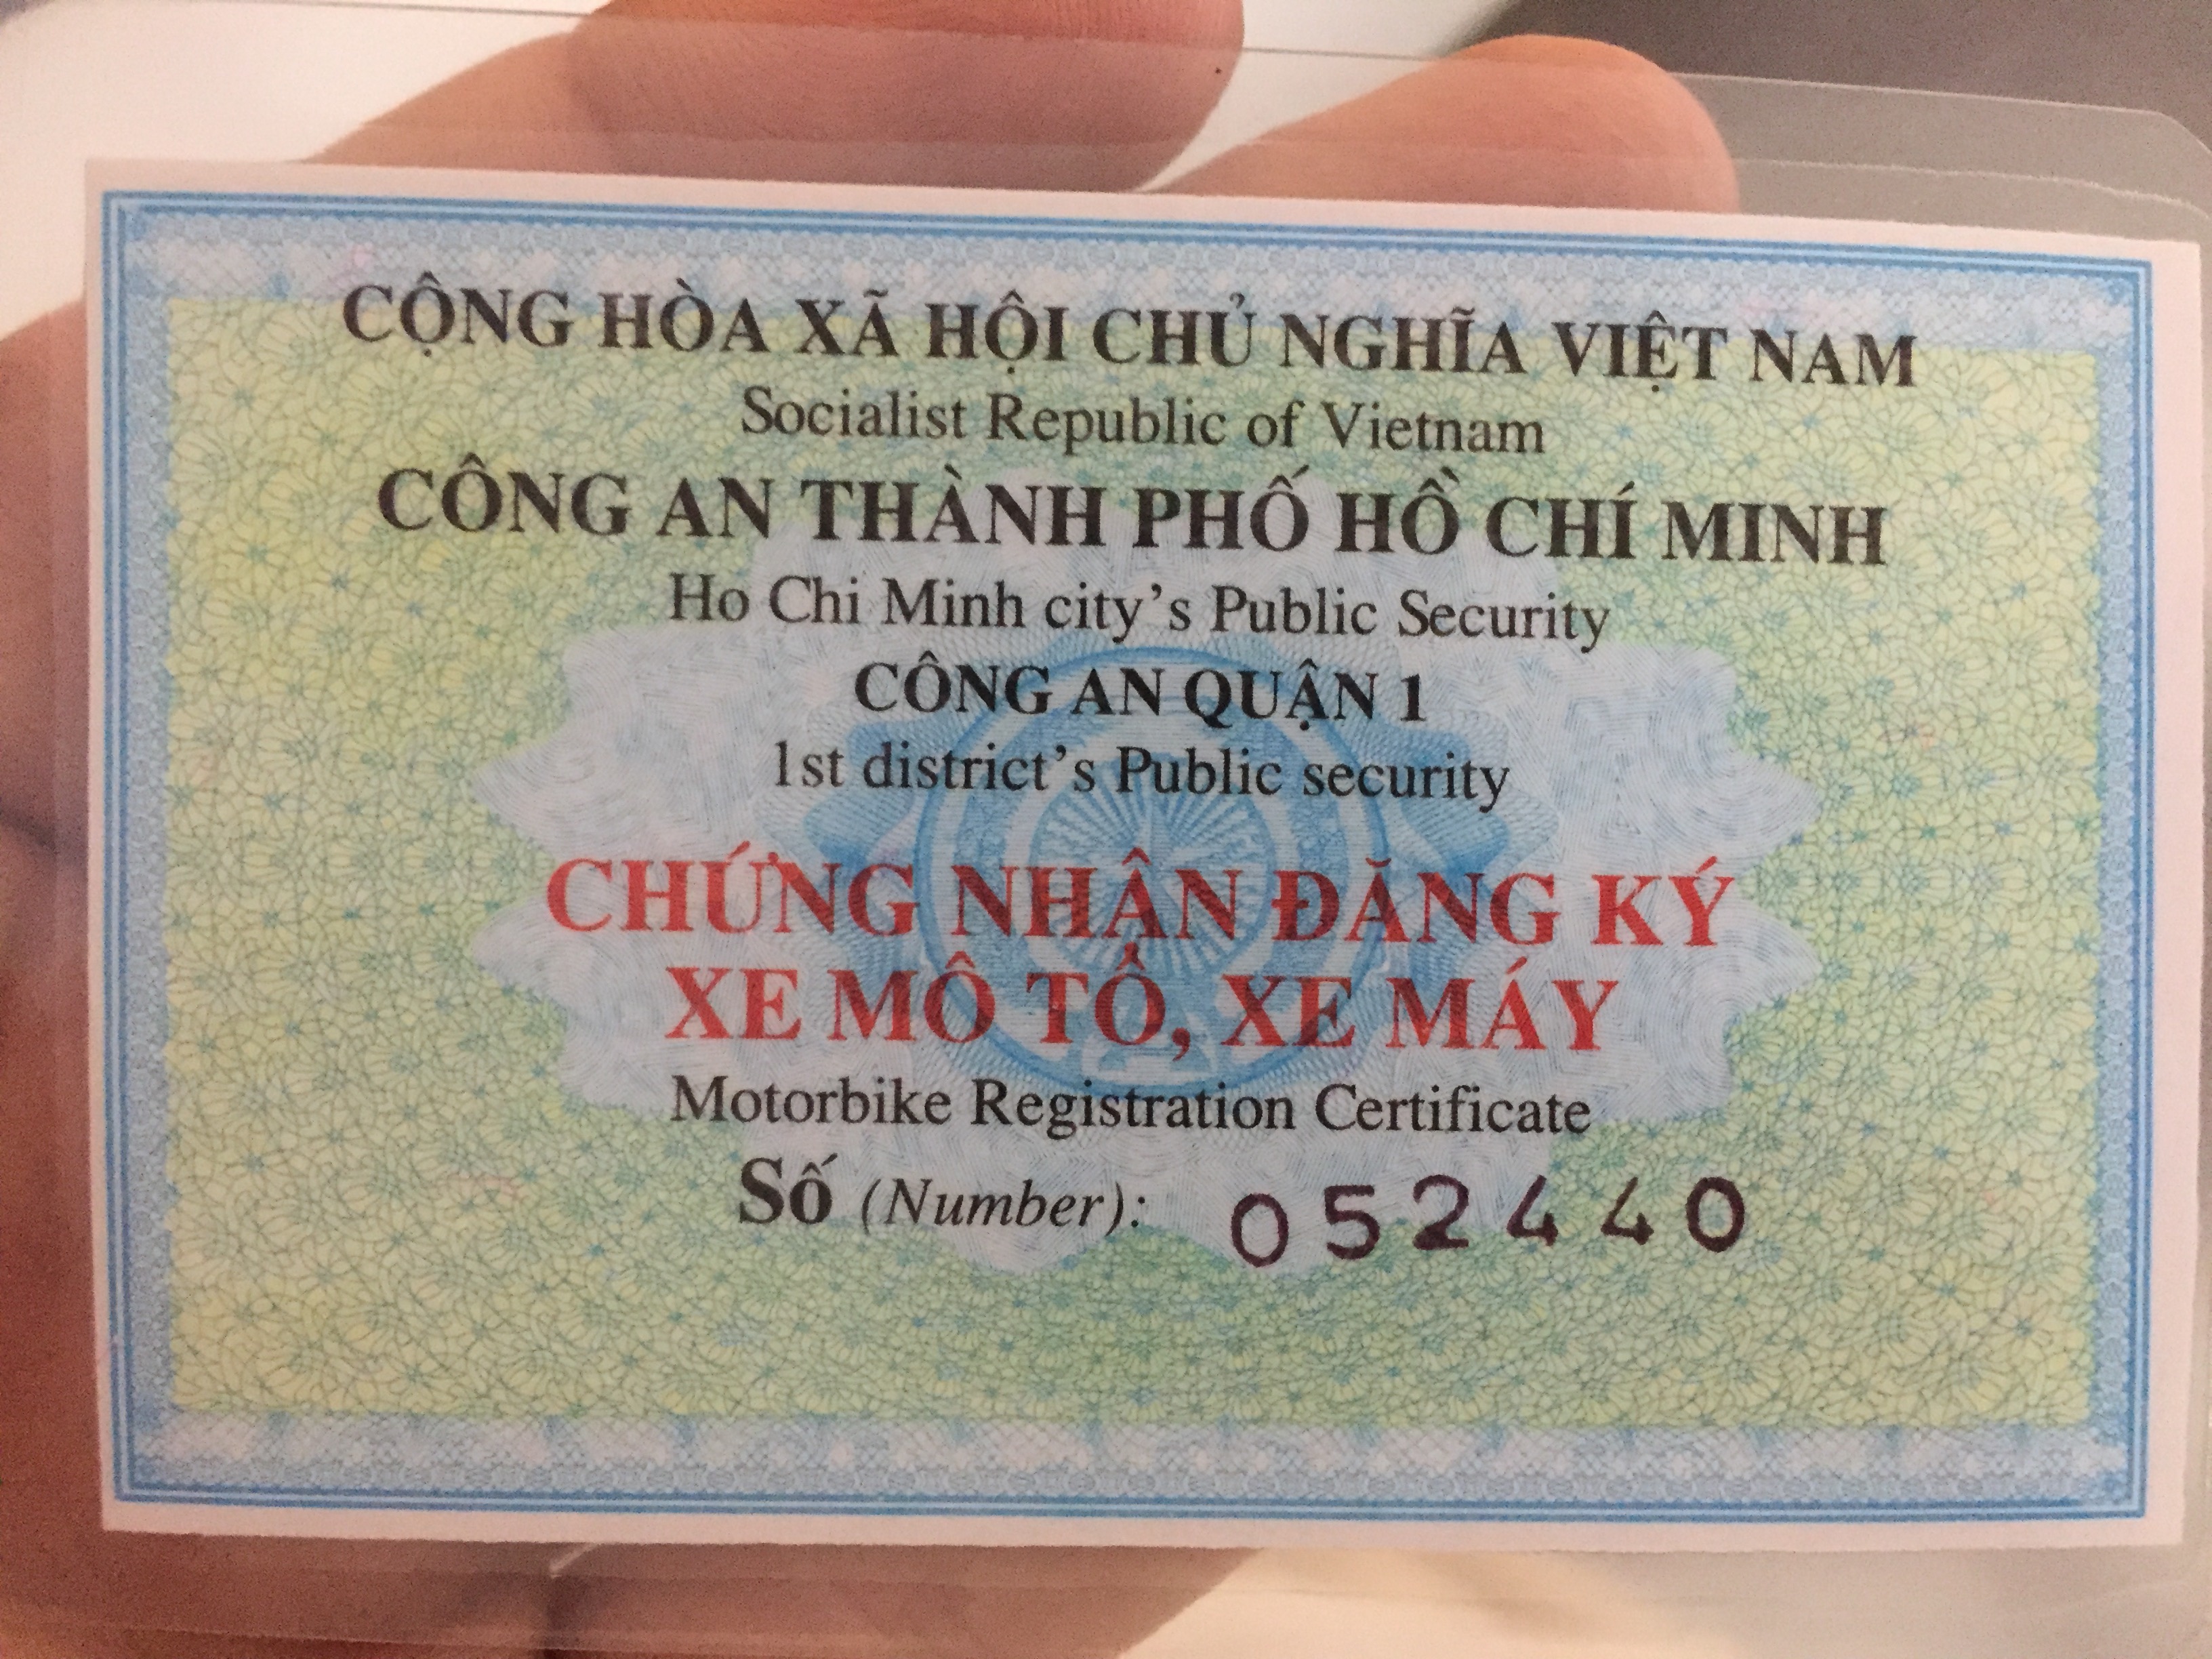 CỘNG HÒA XÃ HỘI CHỦ NGHĨA VIỆT NAM
Socialist Republic of Vietnam
CÔNG AN THÀNH PHỐ HỒ CHÍ MINH
Ho Chi Minh city's Public Security
CÔNG AN QUẬN 1
1st district's Public security
CHỨNG NHẬN ĐĂNG KÝ
XE MÔ TÔ, XE MÁY
Motorbike Registration Certificate
Số (Number): 052440